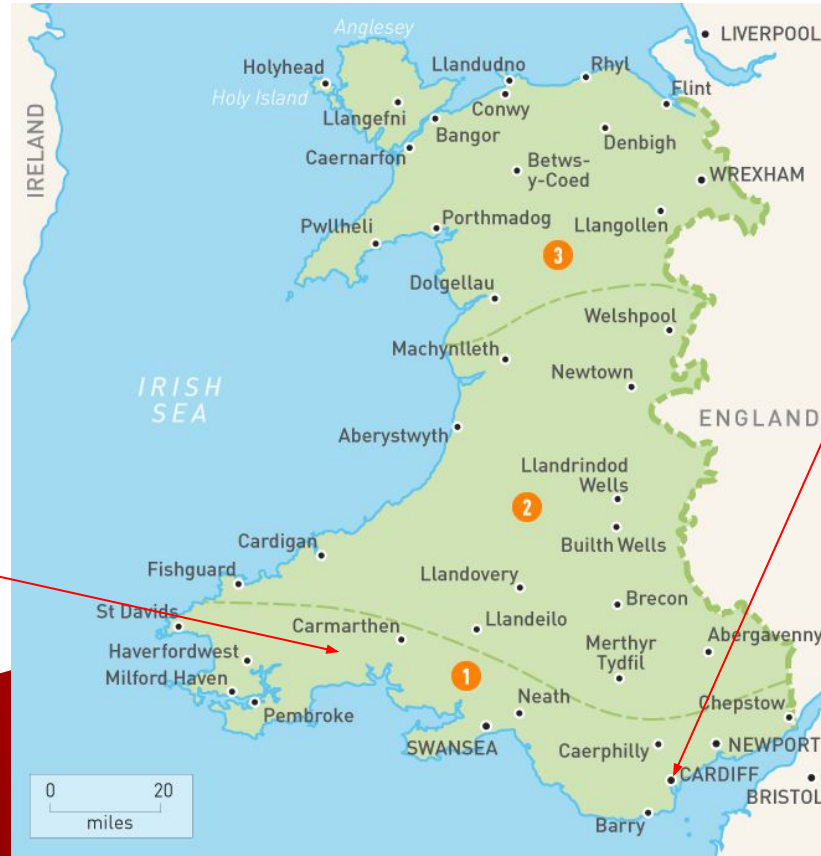 Anglesey
LIVERPOOL
Holyhead
Llandudno
Rhyl
Holy Island
Flint
Llangefni
Conwy
Bangor
Denbigh
Caernarfon
Betws-
y-Coed
WREXHAM
IRELAND
Pwllheli
Porthmadog
Llangollen
3
Dolgellau
Welshpool
Machynlleth
Newtown
IRISH
SEA
ENGLAND
Aberystwyth
Llandrindod
Wells
2
Cardigan
Builth Wells
Fishguard
Llandovery
Brecon
St Davids
Carmarthen
Llandeilo
Haverfordwest
Merthyr
Tydfil
Abergavenny
Milford Haven
1
Pembroke
Neath
Chepstow
SWANSEA
Caerphilly
NEWPORT
CARDIFF
0 20
miles
BRISTOL
Barry